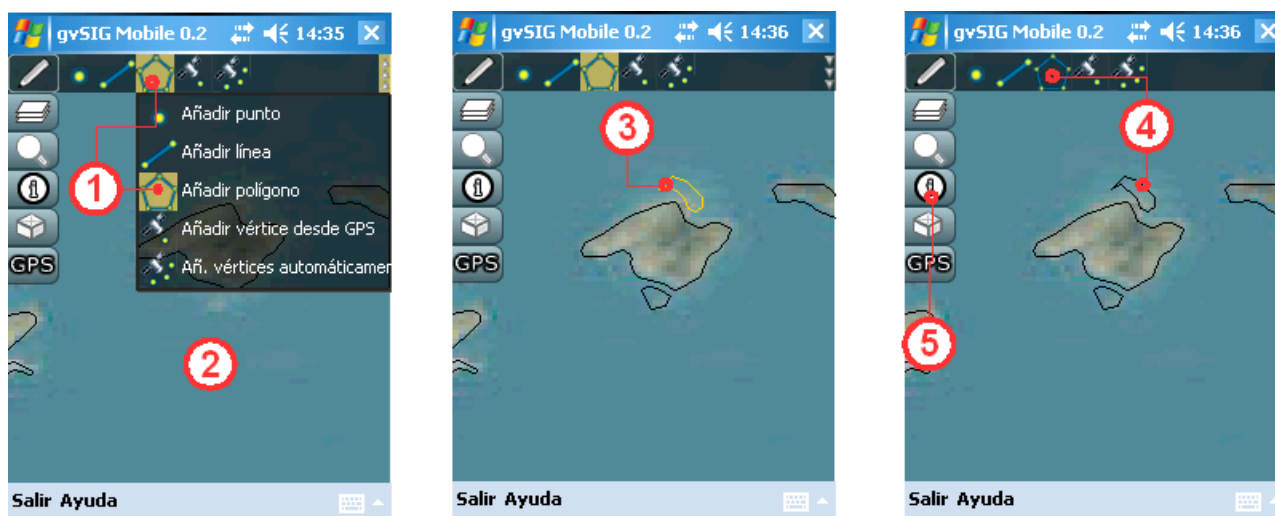 gvSIG Mobile 0.2 14:35
Añadir punto
Añadir línea
1 Añadir polígono
Añadir vértice desde GPS
GPS Añ. vértices automáticamer
2
Salir Ayuda
gvSIG Mobile 0.2 14:36
3
GPS
Salir Ayuda
gvSIG Mobile 0.2 14:36
4
GPS
5
Salir Ayuda